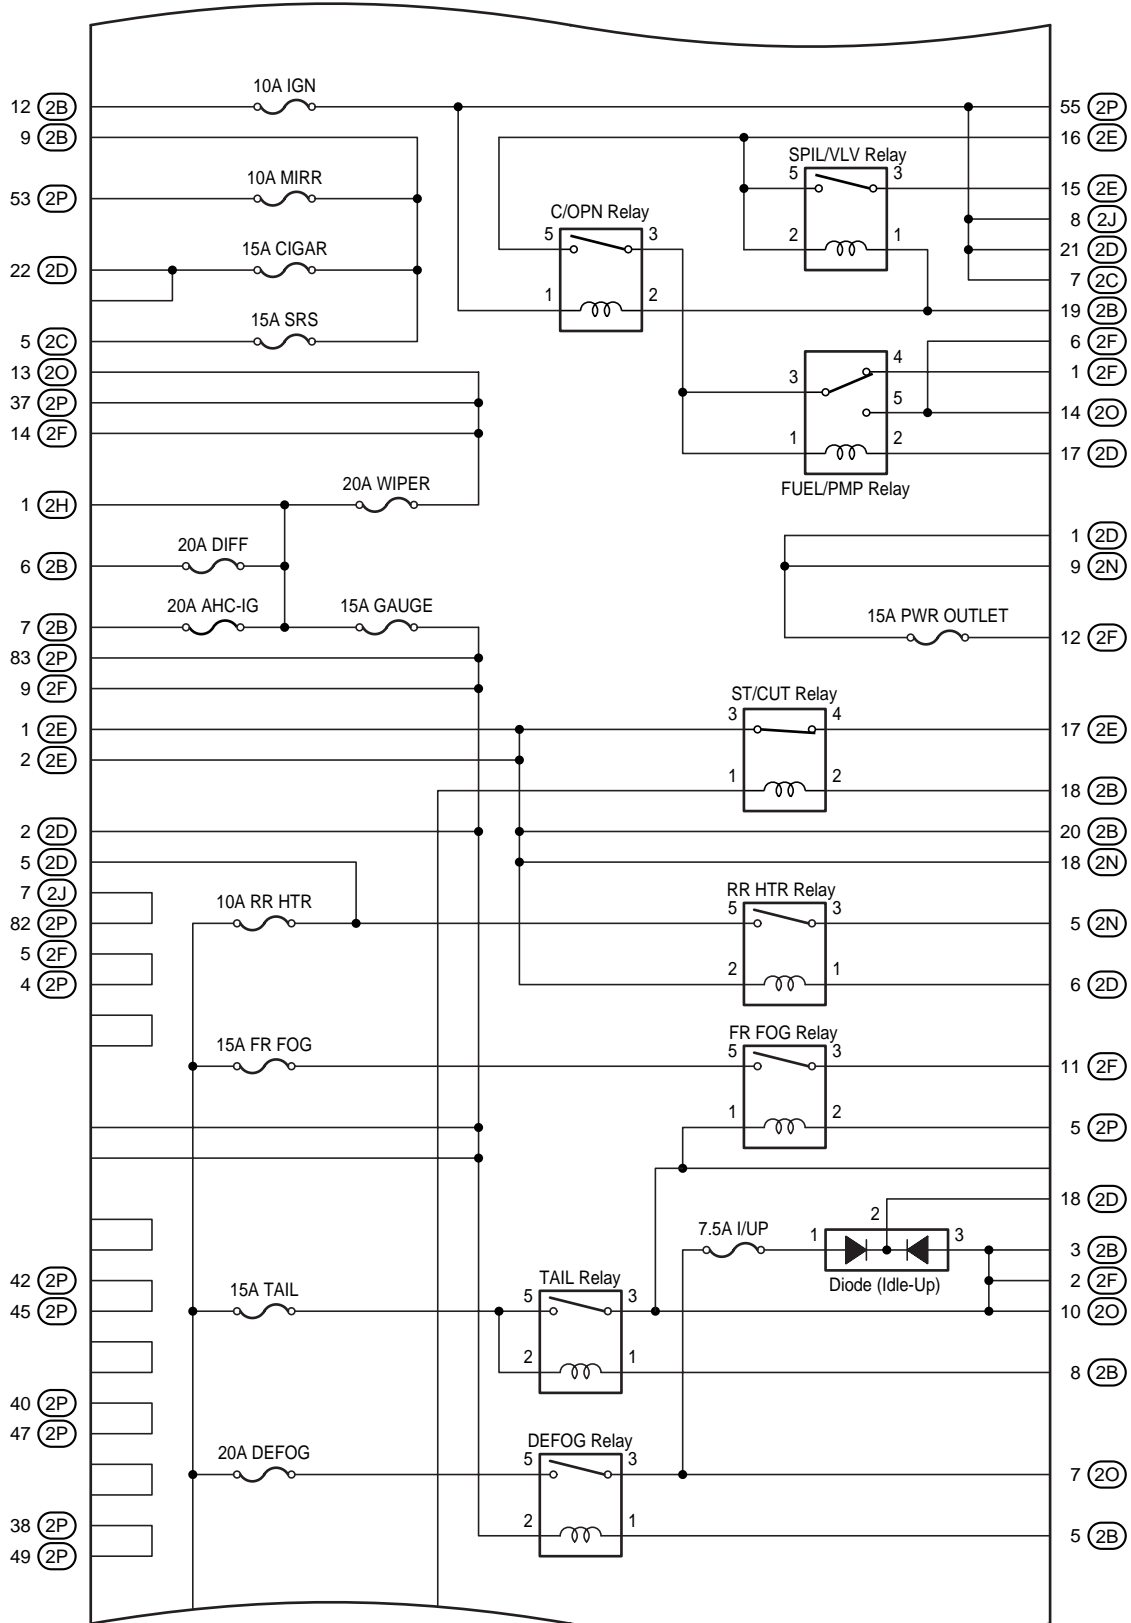 10A IGN
12 2B
55 2P
9 2B
16 2E
SPIL/VLV Relay
10A MIRR
5 3
53 2P
15 2E
C/OPN Relay
8 2J
5 3
2 1
15A CIGAR
21 2D
22 2D
7 2C
1 2
19 2B
15A SRS
5 2C
6 2F
4
13 2O
3
1 2F
37 2P
5
14 2O
14 2F
1 2
17 2D
20A WIPER
FUEL/PMP Relay
1 2H
1 2D
20A DIFF
6 2B
9 2N
20A AHC-IG
15A GAUGE
15A PWR OUTLET
7 2B
12 2F
83 2P
9 2F
ST/CUT Relay
3 4
1 2E
17 2E
2 2E
1 2
18 2B
2 2D
20 2B
5 2D
18 2N
7 2J
RR HTR Relay
10A RR HTR
5 3
82 2P
5 2N
5 2F
2 1
4 2P
6 2D
FR FOG Relay
15A FR FOG
5 3
11 2F
1 2
5 2P
18 2D
2
7.5A I/UP
1 3
3 2B
42 2P
TAIL Relay
Diode (Idle-Up)
2 2F
15A TAIL
5 3
45 2P
10 2O
2 1
8 2B
40 2P
47 2P
DEFOG Relay
20A DEFOG
5 3
7 2O
38 2P
2 1
5 2B
49 2P